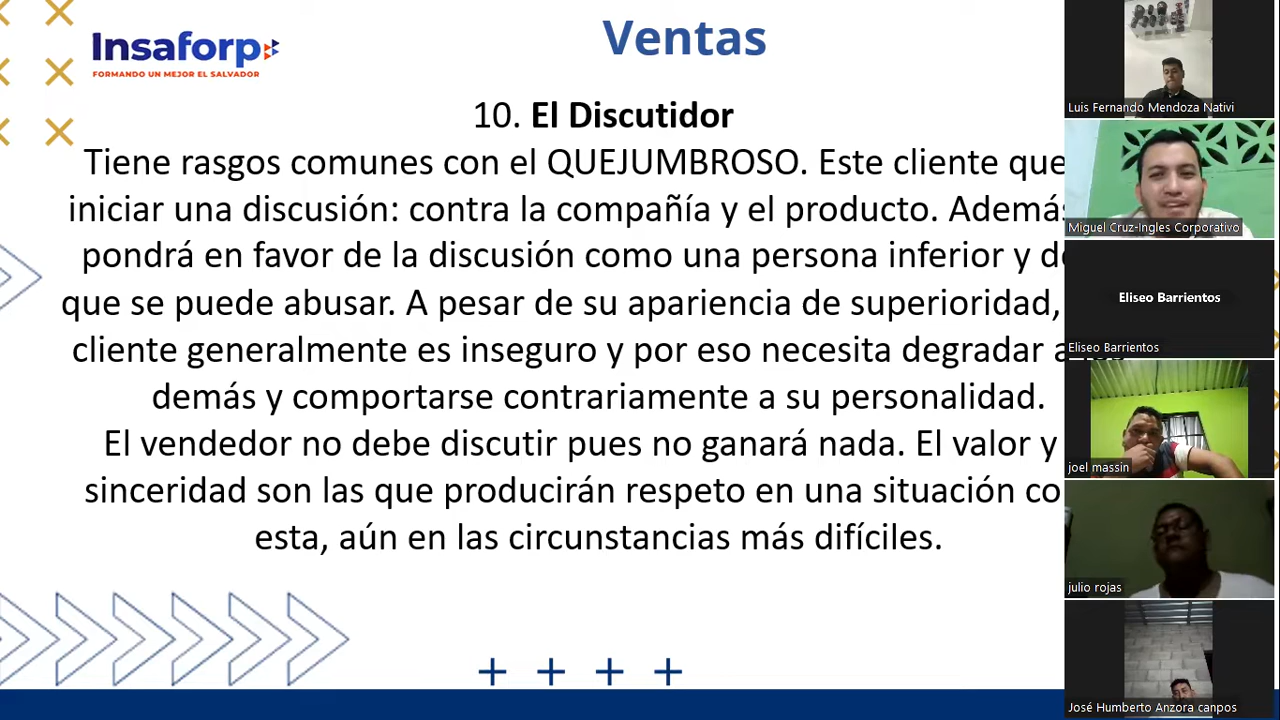 Insaforp
FORMANDO UN MEJOR EL SALVADOR
Ventas
10. El Discutidor
Tiene rasgos comunes con el QUEJUMBROSO. Este cliente que
iniciar una discusión: contra la compañía y el producto. Además
pondrá en favor de la discusión como una persona inferior y de
que se puede abusar. A pesar de su apariencia de superioridad,
cliente generalmente es inseguro y por eso necesita degradar a
demás y comportarse contrariamente a su personalidad.
El vendedor no debe discutir pues no ganará nada. El valor y
sinceridad son las que producirán respeto en una situación co
esta, aún en las circunstancias más difíciles.
Luis Fernando Mendoza Nativi
Miguel Cruz-Ingles Corporativo
Eliseo Barrientos
Eliseo Barrientos
joel massin
julio rojas
José Humberto Anzora canpos